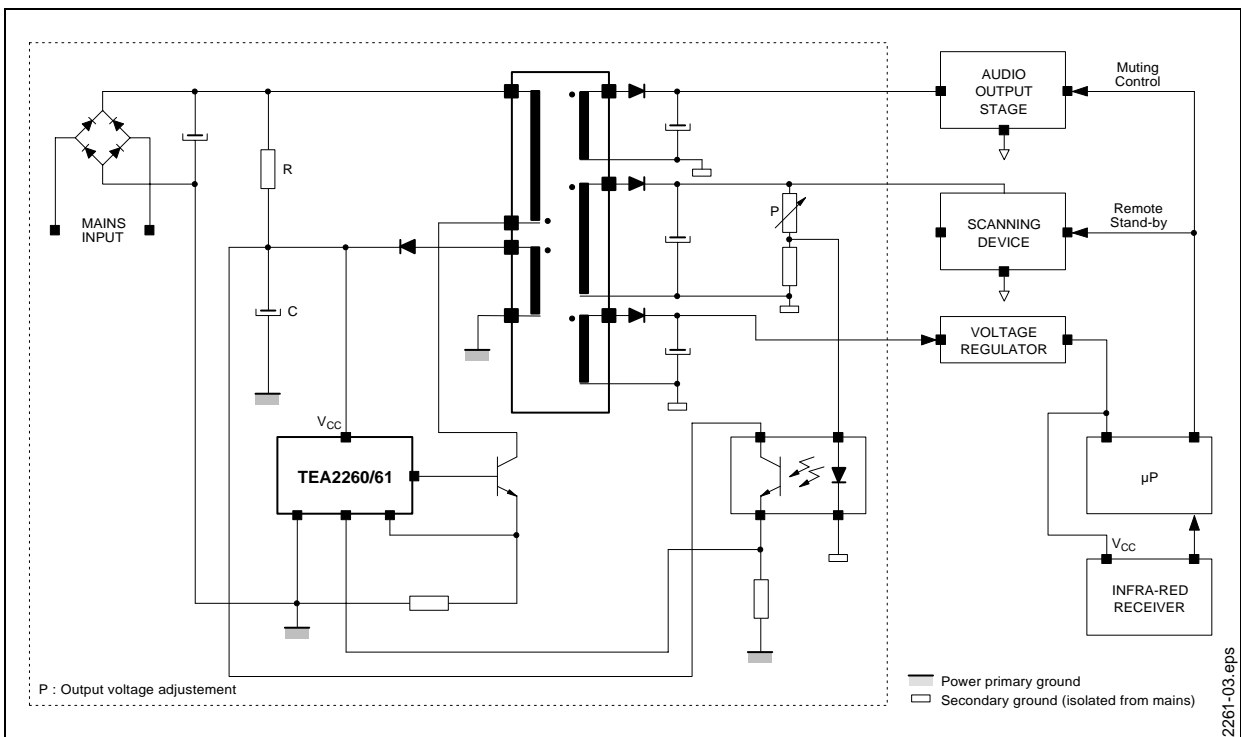 AUDIO
OUTPUT
STAGE
Muting
Control
R
MAINS
INPUT
P
SCANNING
DEVICE
Remote
Stand-by
C
VOLTAGE
REGULATOR
VCC
TEA2260/61
µP
VCC
INFRA-RED
RECEIVER
P : Output voltage adjustement
Power primary ground
Secondary ground (isolated from mains)
2261-03.eps